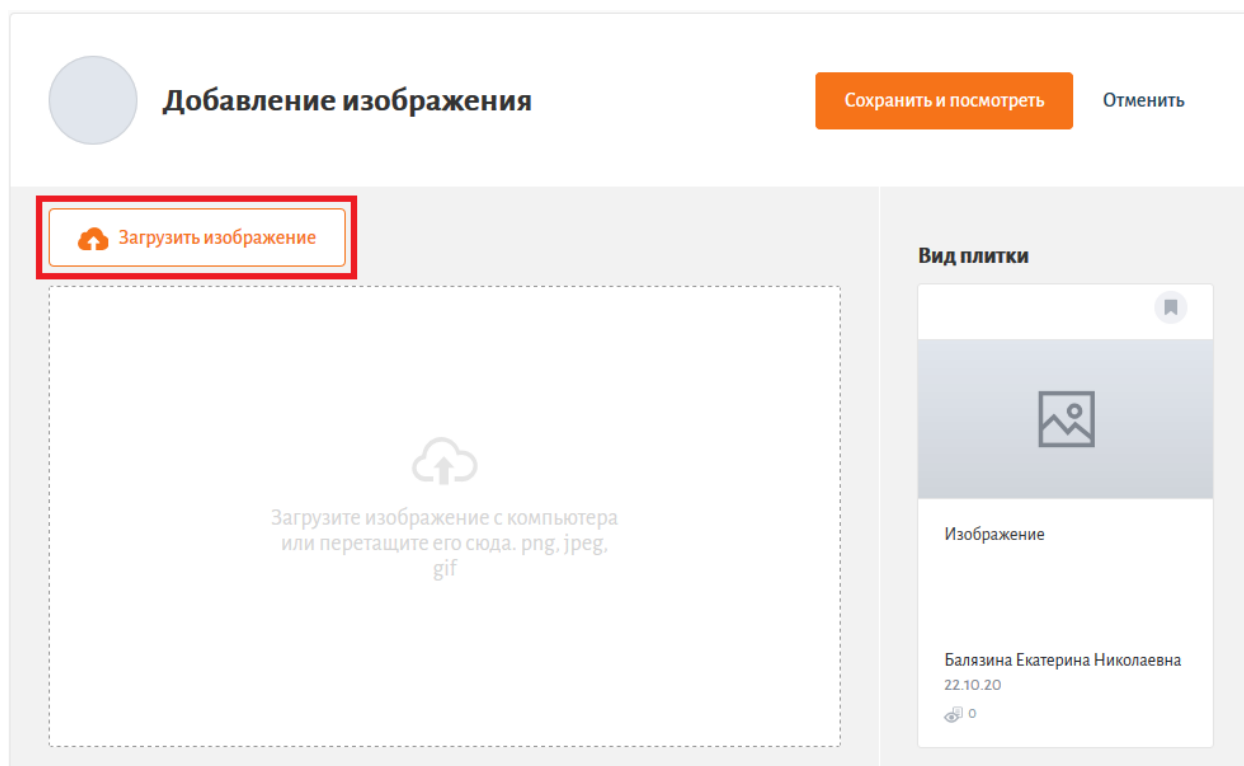 Добавление изображения
Сохранить и посмотреть
Отменить
Загрузить изображение
Загрузите изображение с компьютера
или перетащите его сюда. png, jpeg,
gif
Вид плитки
Изображение
Балязина Екатерина Николаевна
22.10.20
0